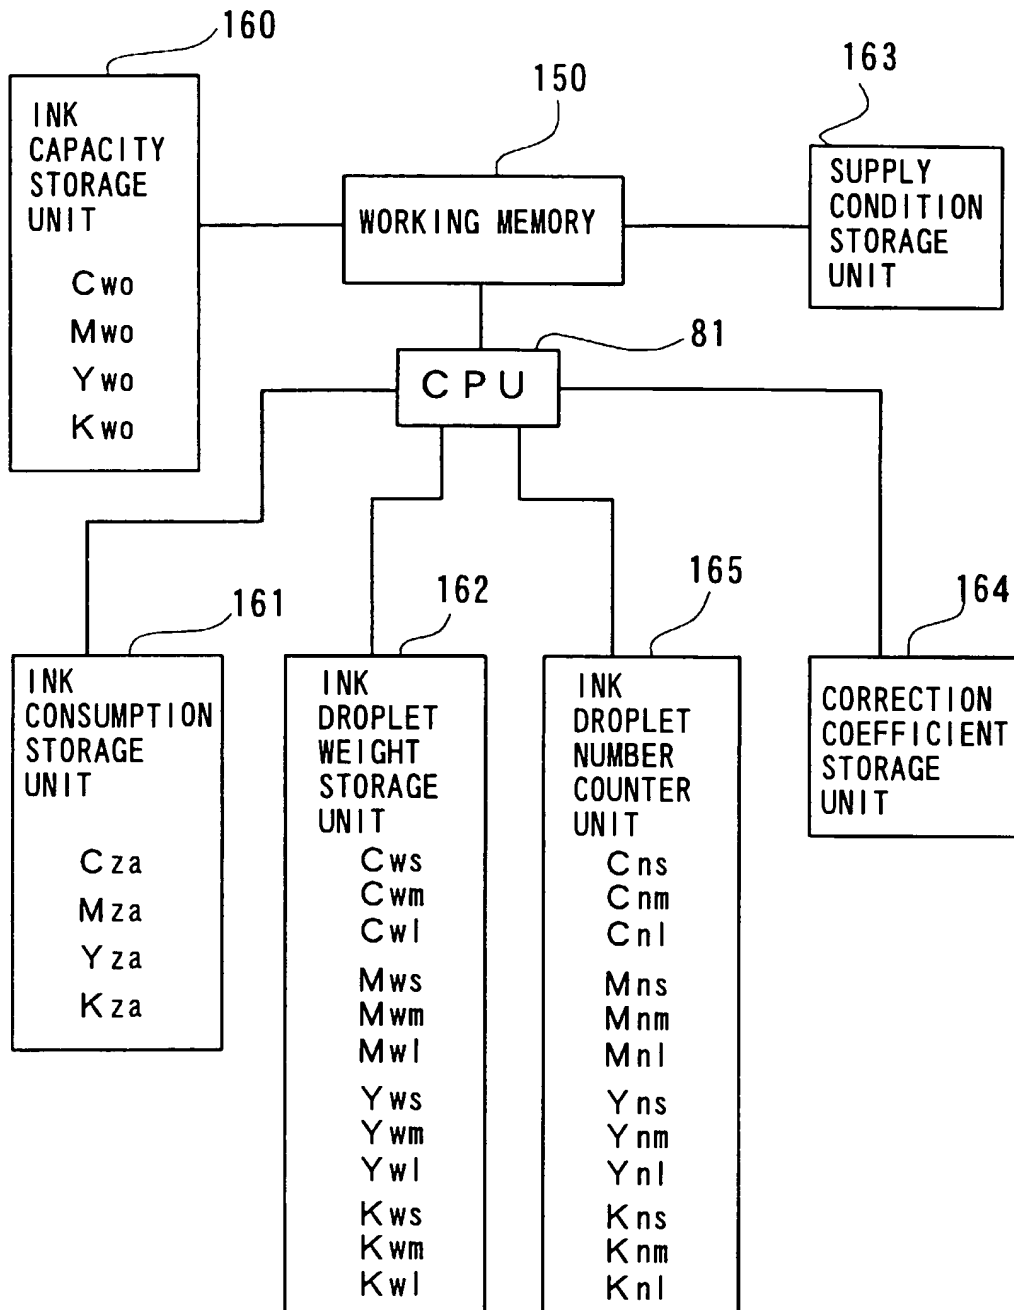 160
INK
CAPACITY
STORAGE
UNIT
Cwo
Mwo
Ywo
Kwo
150
WORKING MEMORY
163
SUPPLY
CONDITION
STORAGE
UNIT
81
CPU
161
INK
CONSUMPTION
STORAGE
UNIT
Cza
Mza
Yza
Kza
162
INK
DROPLET
WEIGHT
STORAGE
UNIT
Cws
Cwm
Cwl
Mws
Mwm
Mwl
Yws
Ywm
Ywl
Kws
Kwm
Kwl
165
INK
DROPLET
NUMBER
COUNTER
UNIT
Cns
Cnm
Cnl
Mns
Mnm
Mnl
Yns
Ynm
Ynl
Kns
Knm
Knl
164
CORRECTION
COEFFICIENT
STORAGE
UNIT